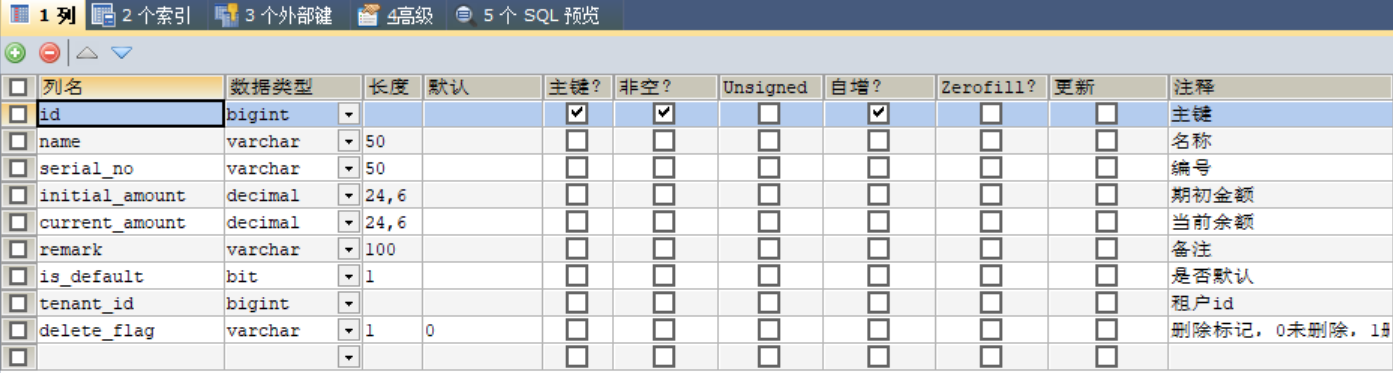 1 列 2 个索引 3 个外部键 4高级 5 个 SQL 预览
列名 数据类型 长度 默认 主键? 非空? Unsigned 自增? Zerofill? 更新 注释
id bigint 主键
name varchar 50 名称
serial_no varchar 50 编号
initial_amount decimal 24,6 期初金额
current_amount decimal 24,6 当前余额
remark varchar 100 备注
is_default bit 1 是否默认
tenant_id bigint 租户id
delete_flag varchar 1 0 删除标记，0未删除，1